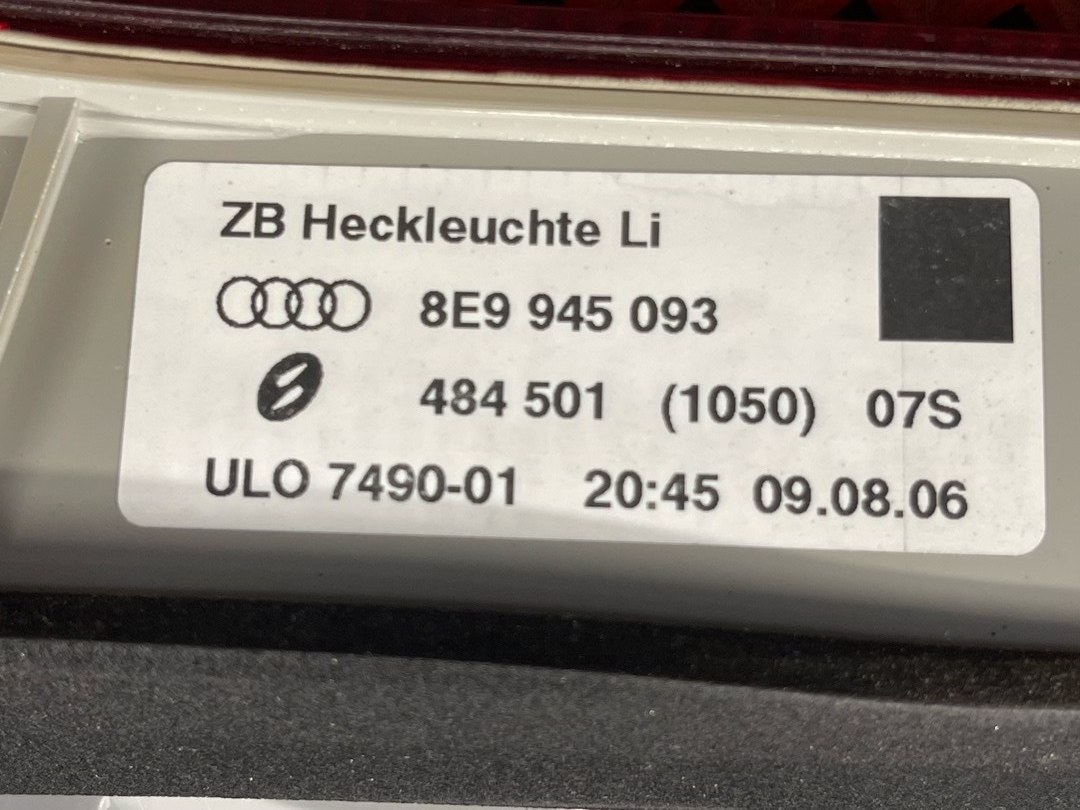 ZB Heckleuchte Li
8E9 945 093
484 501 (1050) 07S
ULO 7490-01 20:45 09.08.06